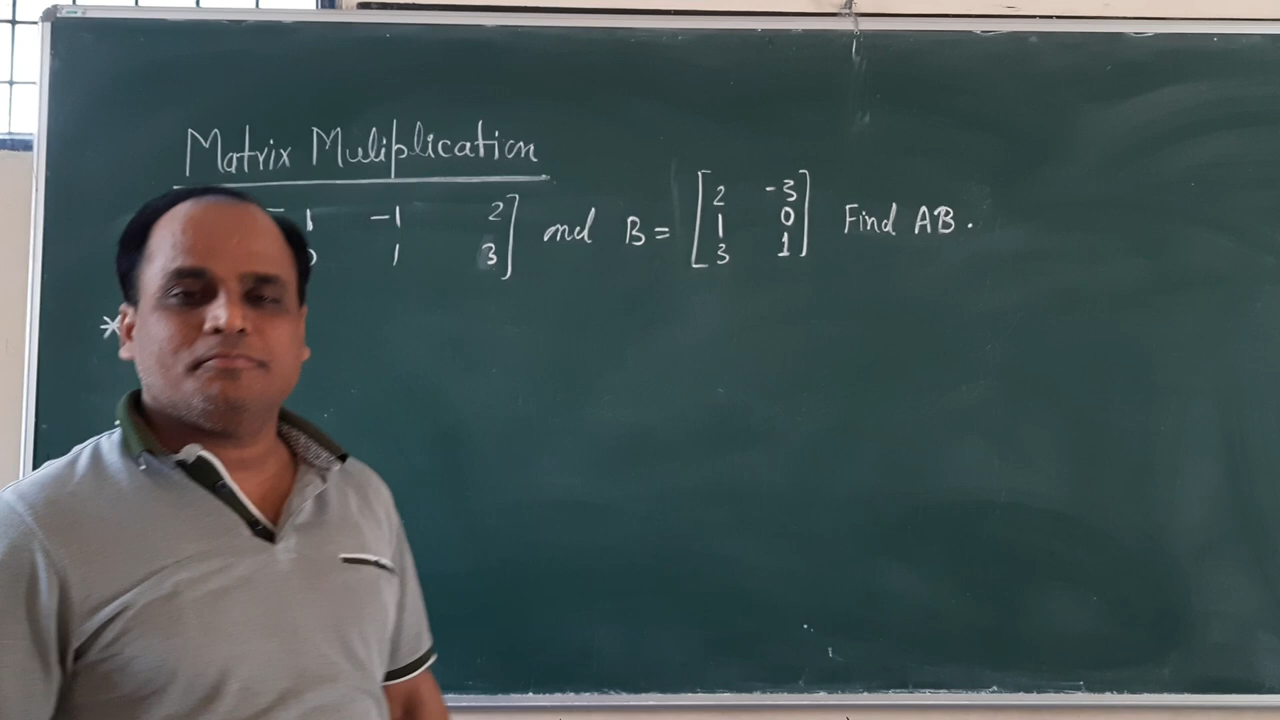 Matrix Muliplication
1 -1 2] and B = [2 -3 Find AB.
1 0
1 3] 3 1]
*